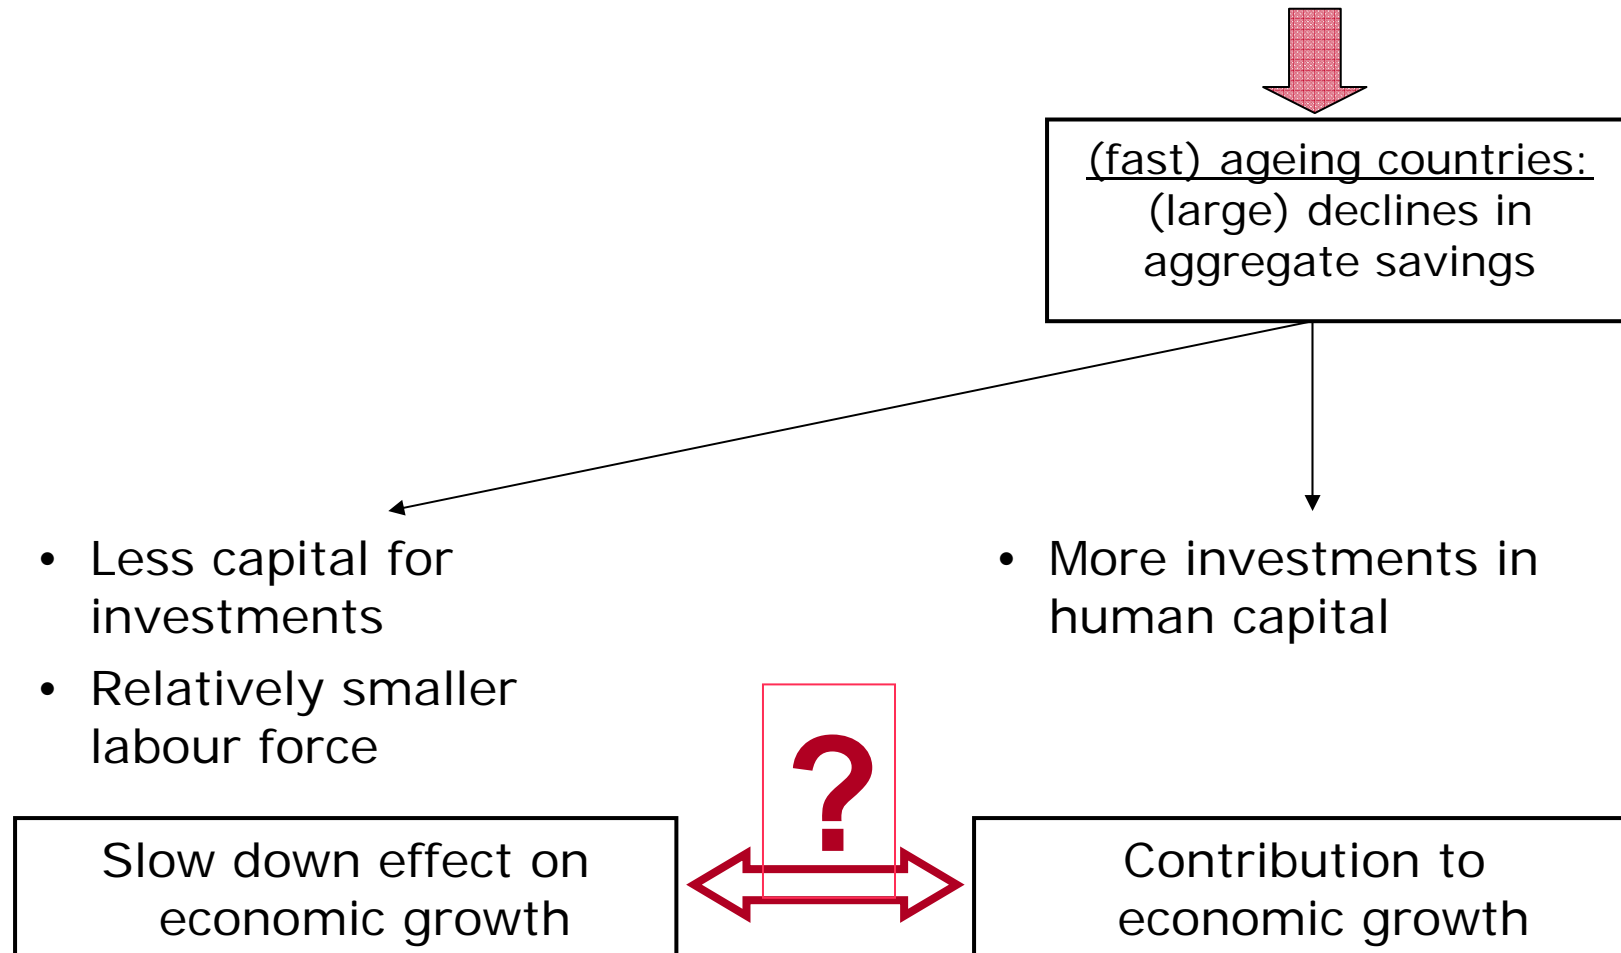 (fast) ageing countries:
(large) declines in
aggregate savings
• Less capital for
investments
• Relatively smaller
labour force
• More investments in
human capital
?
Slow down effect on
economic growth
Contribution to
economic growth